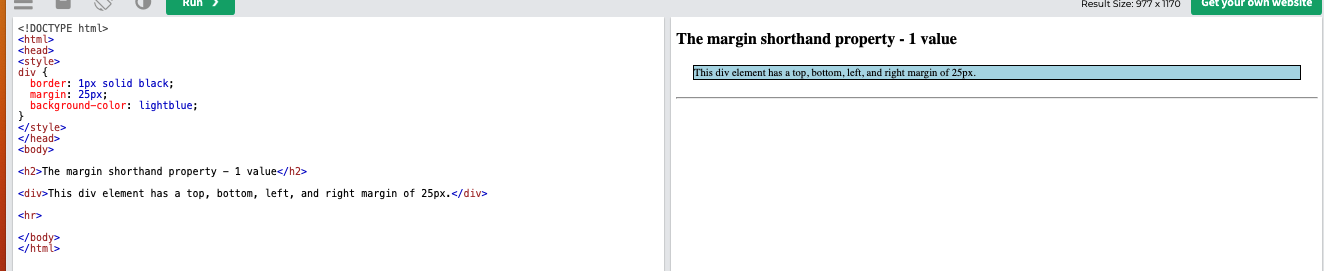 Run ❯
Result Size: 977 x 1170
Get your own website
<!DOCTYPE html>
<html>
<head>
<style>
div {
  border: 1px solid black;
  margin: 25px;
  background-color: lightblue;
}
</style>
</head>
<body>
<h2>The margin shorthand property - 1 value</h2>
<div>This div element has a top, bottom, left, and right margin of 25px.</div>
<hr>
</body>
</html>
The margin shorthand property - 1 value
This div element has a top, bottom, left, and right margin of 25px.